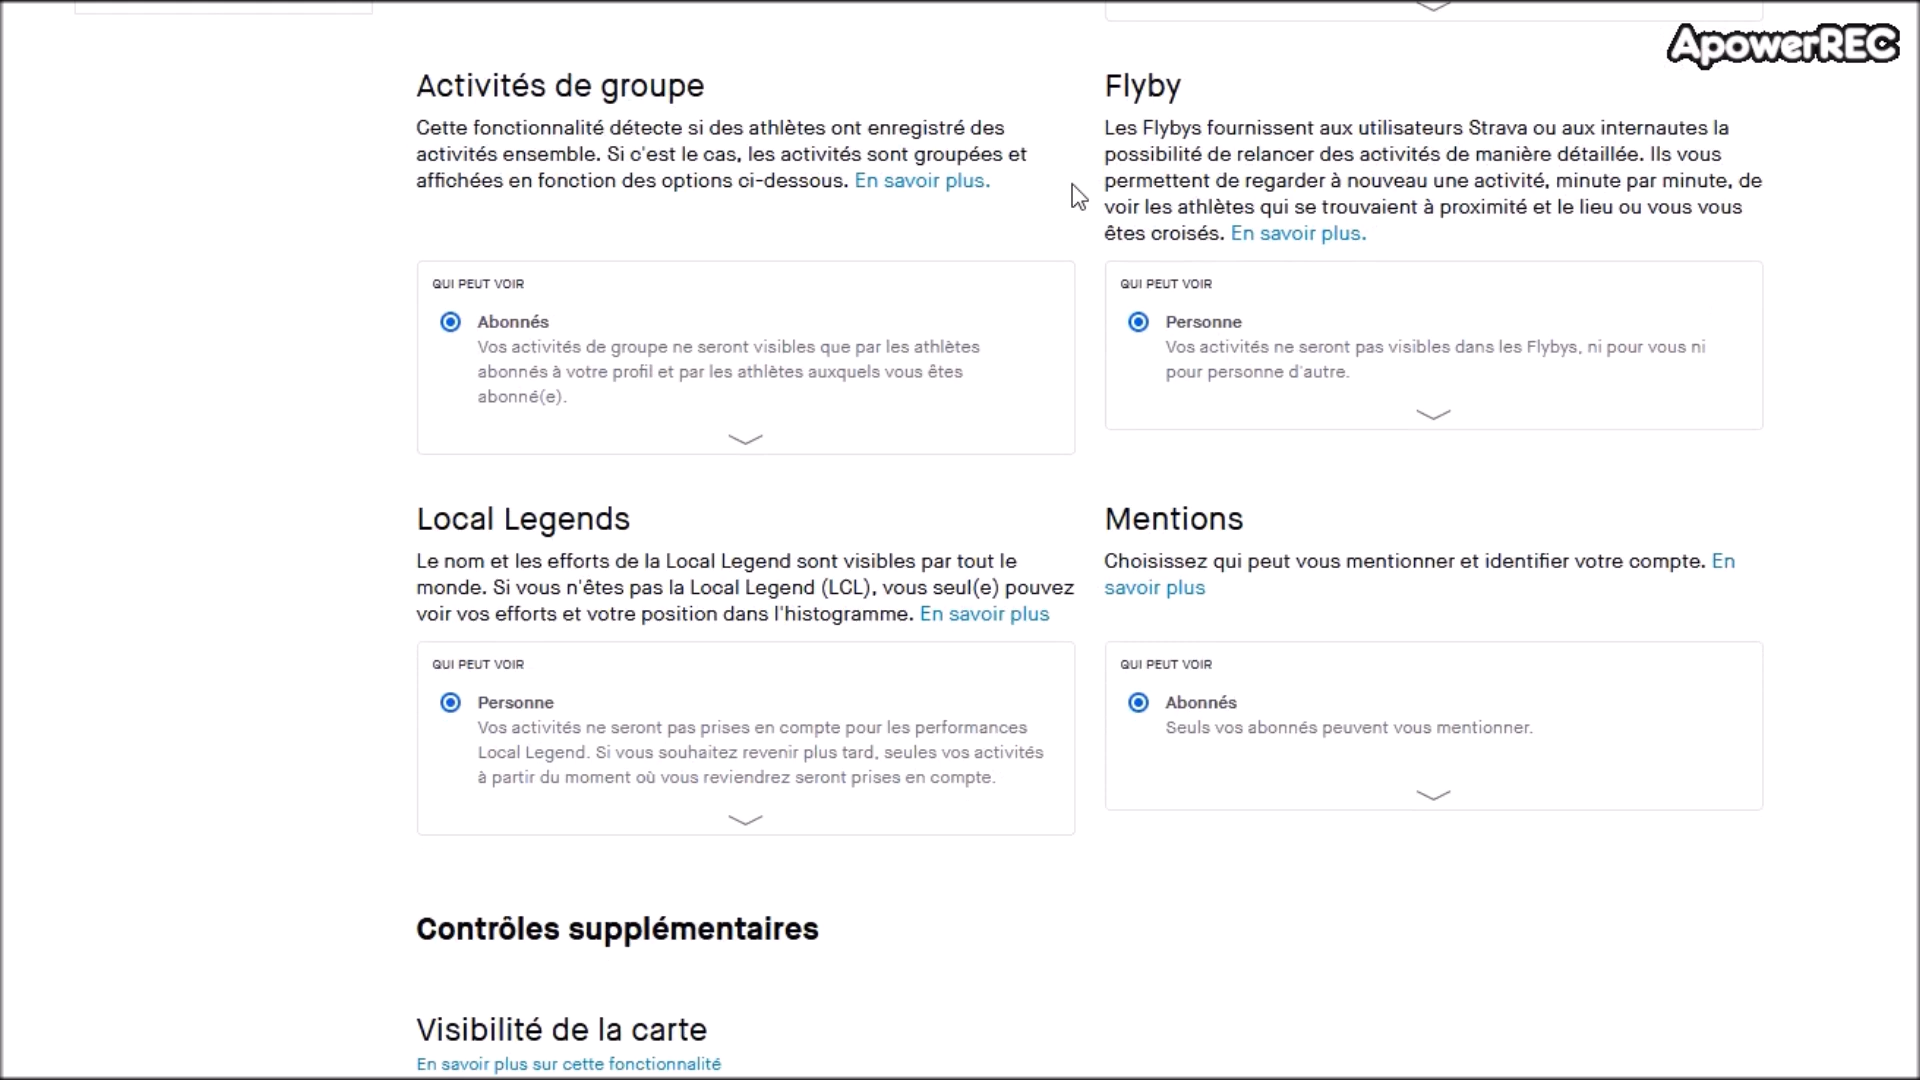 ApowerREC
Activités de groupe
Cette fonctionnalité détecte si des athlètes ont enregistré des
activités ensemble. Si c'est le cas, les activités sont groupées et
affichées en fonction des options ci-dessous. En savoir plus.
QUI PEUT VOIR
Abonnés
Vos activités de groupe ne seront visibles que par les athlètes
abonnés à votre profil et par les athlètes auxquels vous êtes
abonné(e).
Flyby
Les Flybys fournissent aux utilisateurs Strava ou aux internautes la
possibilité de relancer des activités de manière détaillée. Ils vous
permettent de regarder à nouveau une activité, minute par minute, de
voir les athlètes qui se trouvaient à proximité et le lieu ou vous vous
êtes croisés. En savoir plus.
QUI PEUT VOIR
Personne
Vos activités ne seront pas visibles dans les Flybys, ni pour vous ni
pour personne d'autre.
Local Legends
Le nom et les efforts de la Local Legend sont visibles par tout le
monde. Si vous n'êtes pas la Local Legend (LCL), vous seul(e) pouvez
voir vos efforts et votre position dans l'histogramme. En savoir plus
QUI PEUT VOIR
Personne
Vos activités ne seront pas prises en compte pour les performances
Local Legend. Si vous souhaitez revenir plus tard, seules vos activités
à partir du moment où vous reviendrez seront prises en compte.
Mentions
Choisissez qui peut vous mentionner et identifier votre compte. En
savoir plus
QUI PEUT VOIR
Abonnés
Seuls vos abonnés peuvent vous mentionner.
Contrôles supplémentaires
Visibilité de la carte
En savoir plus sur cette fonctionnalité